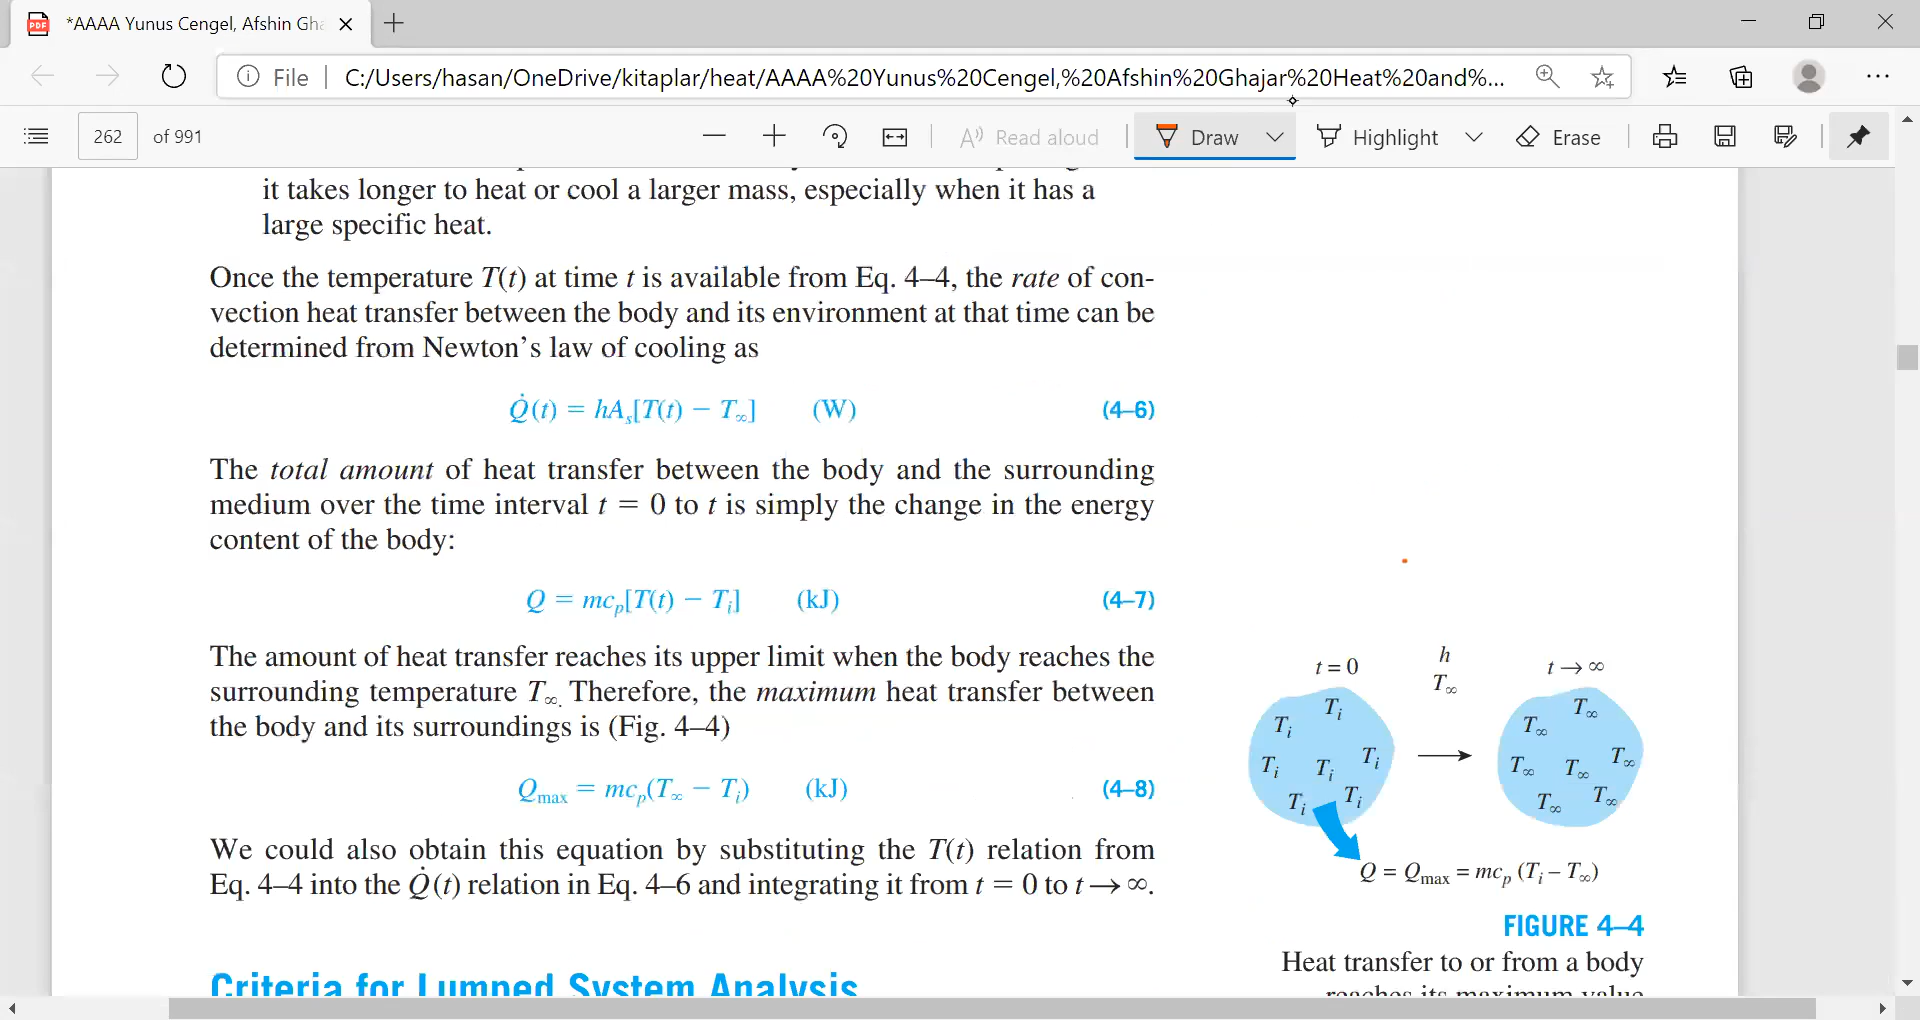 *AAAA Yunus Cengel, Afshin Gha
File
C:/Users/hasan/OneDrive/kitaplar/heat/AAAA%20Yunus%20Cengel,%20Afshin%20Ghajar%20Heat%20and%...
262 of 991
Read aloud
Draw
Highlight
Erase
it takes longer to heat or cool a larger mass, especially when it has a
large specific heat.
Once the temperature T(t) at time t is available from Eq. 4–4, the rate of con-
vection heat transfer between the body and its environment at that time can be
determined from Newton's law of cooling as
Q̇(t) = hAₛ[T(t) − T∞] (W) (4–6)
The total amount of heat transfer between the body and the surrounding
medium over the time interval t = 0 to t is simply the change in the energy
content of the body:
Q = mcₚ[T(t) − Tᵢ] (kJ) (4–7)
The amount of heat transfer reaches its upper limit when the body reaches the
surrounding temperature T∞. Therefore, the maximum heat transfer between
the body and its surroundings is (Fig. 4–4)
Qmax = mcₚ(T∞ − Tᵢ) (kJ) (4–8)
We could also obtain this equation by substituting the T(t) relation from
Eq. 4–4 into the Q̇(t) relation in Eq. 4–6 and integrating it from t = 0 to t → ∞.
Criteria for Lumped System Analysis
t = 0
h
T∞
t → ∞
Tᵢ
Tᵢ
Tᵢ
Tᵢ
Tᵢ
Tᵢ
Tᵢ
T∞
T∞
T∞
T∞
T∞
T∞
T∞
Q = Qmax = mcₚ (Tᵢ – T∞)
FIGURE 4–4
Heat transfer to or from a body
reaches its maximum value